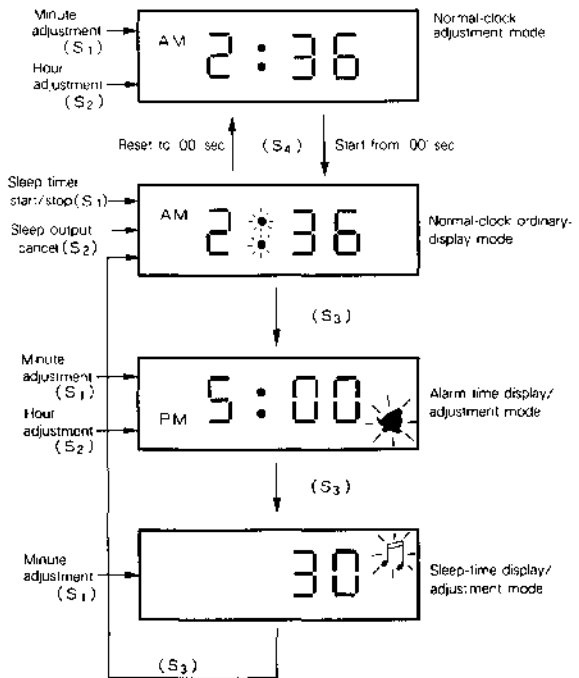 Minute
adjustment
(S₁)
Hour
adjustment
(S₂)
AM 2:36
Normal-clock
adjustment mode
Reset to 00 sec
(S₄)
Start from '00' sec
Sleep timer
start/stop (S₁)
Sleep output
cancel (S₂)
AM 2:36
Normal-clock ordinary-
display mode
(S₃)
Minute
adjustment
(S₁)
Hour
adjustment
(S₂)
5:00
PM
Alarm time display/
adjustment mode
(S₃)
Minute
adjustment
(S₁)
30
Sleep-time display/
adjustment mode
(S₃)